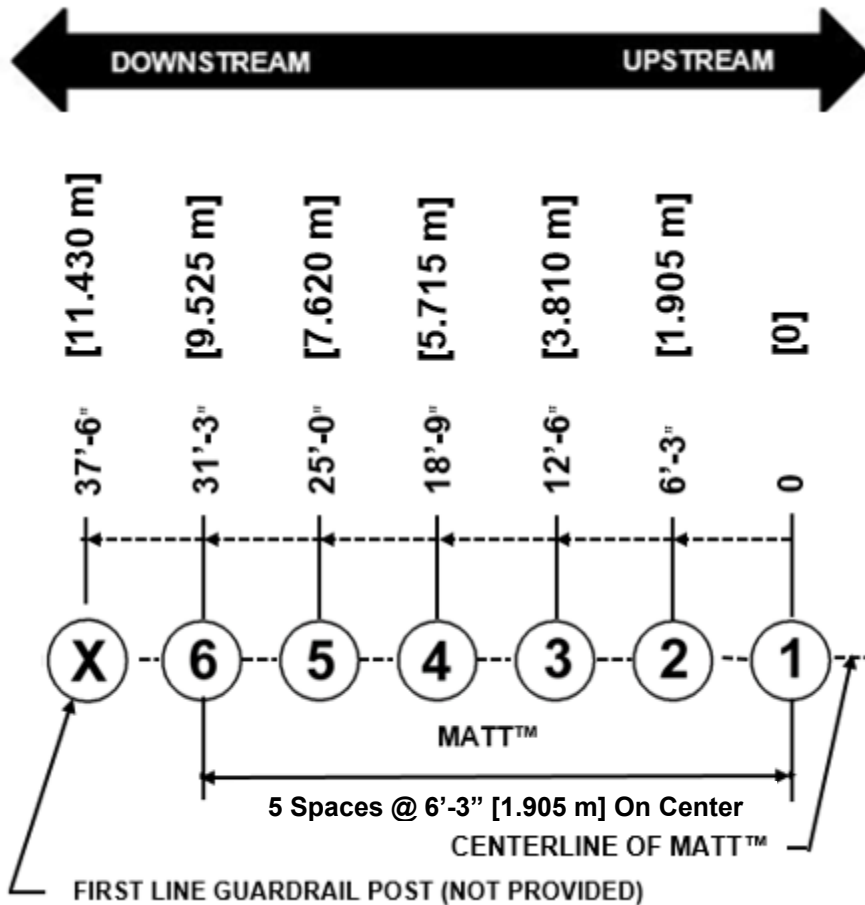 DOWNSTREAM UPSTREAM
[11.430 m] [9.525 m] [7.620 m] [5.715 m] [3.810 m] [1.905 m] [0]
37’-6" 31’-3" 25’-0" 18’-9" 12’-6" 6’-3" 0
X 6 5 4 3 2 1
MATT™
5 Spaces @ 6’-3” [1.905 m] On Center
CENTERLINE OF MATT™
FIRST LINE GUARDRAIL POST (NOT PROVIDED)